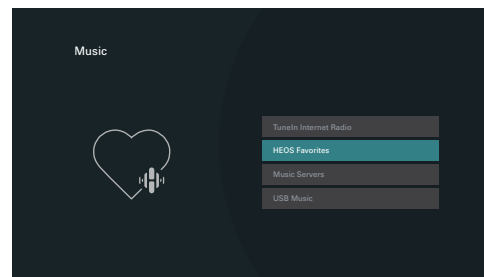 Music
TuneIn Internet Radio
HEOS Favorites
Music Servers
USB Music